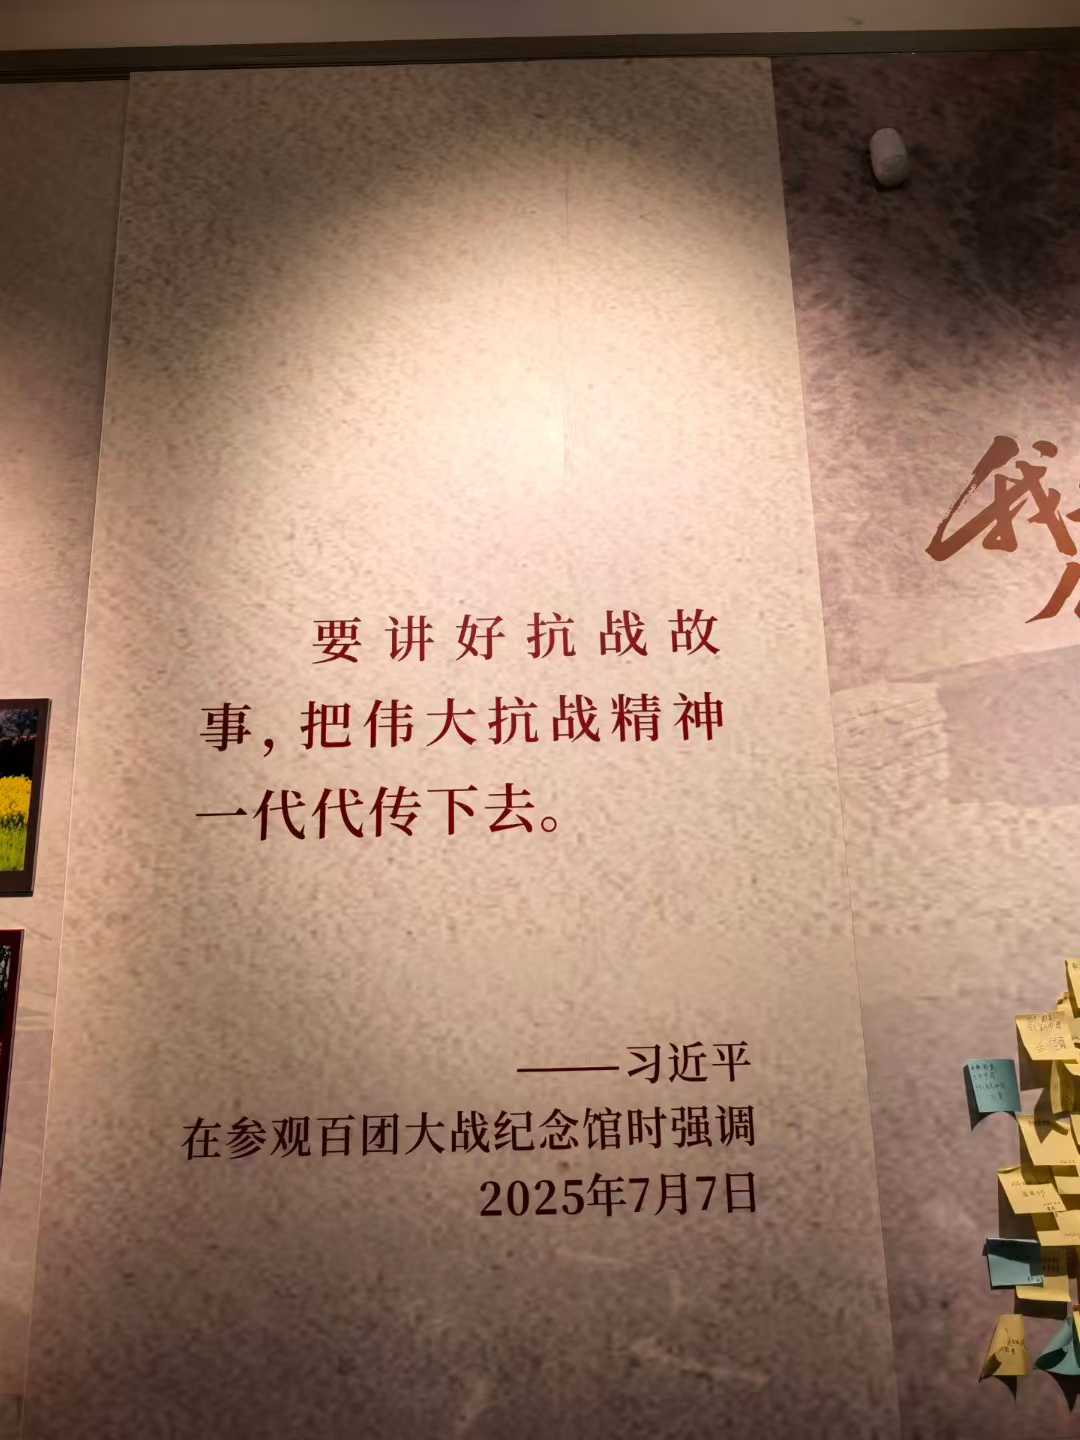 要讲好抗战故
事，把伟大抗战精神
一代代传下去。
——习近平
在参观百团大战纪念馆时强调
2025年7月7日
我